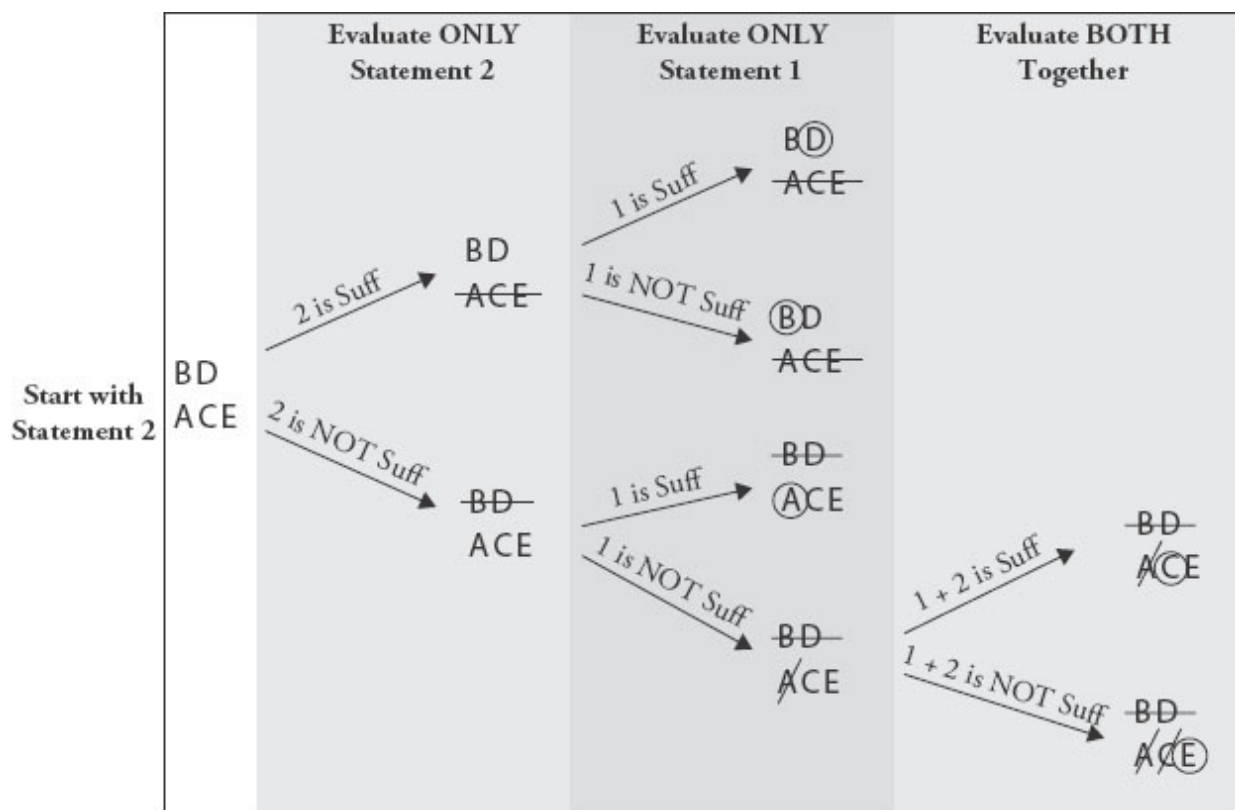 Evaluate ONLY
Statement 2
Evaluate ONLY
Statement 1
Evaluate BOTH
Together
BD
ACE
1 is Suff
BD
ACE
2 is Suff
1 is NOT Suff
BD
ACE
BD
ACE
Start with
Statement 2
2 is NOT Suff
BD
ACE
1 is Suff
BD
ACE
1 is NOT Suff
BD
ACE
1 + 2 is Suff
BD
ACE
1 + 2 is NOT Suff
BD
ACE